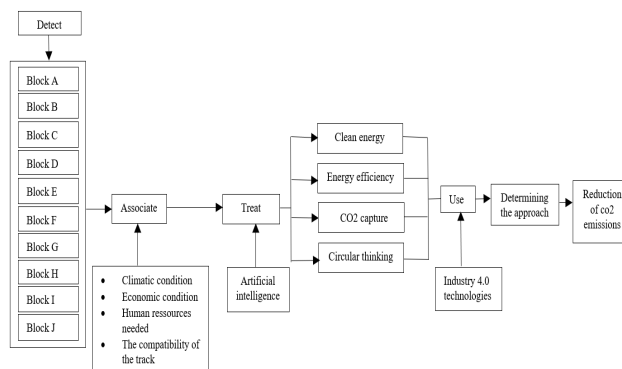 Detect
Block A
Block B
Block C
Block D
Block E
Block F
Block G
Block H
Block I
Block J
Associate
• Climatic condition
• Economic condition
• Human ressources
needed
• The compatibility of
the track
Treat
Artificial
intelligence
Clean energy
Energy efficiency
CO2 capture
Circular thinking
Use
Industry 4.0
technologies
Determining
the approach
Reduction
of co2
emissions